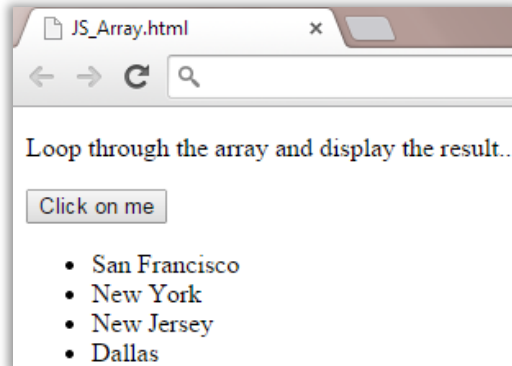 JS_Array.html
Loop through the array and display the result..
Click on me
San Francisco
New York
New Jersey
Dallas